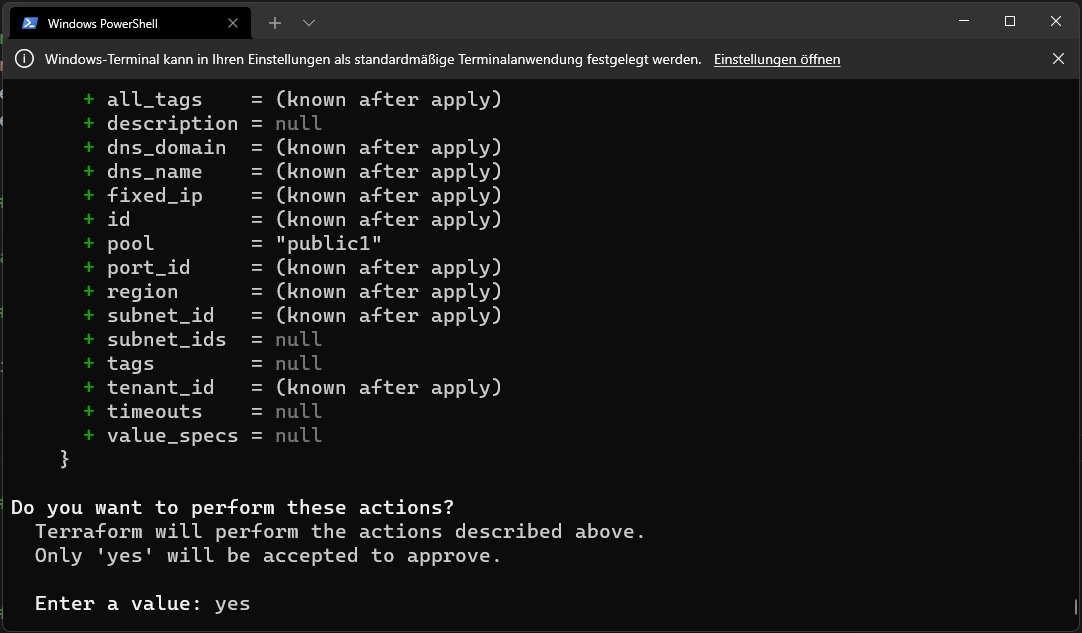 Windows PowerShell
Windows-Terminal kann in Ihren Einstellungen als standardmäßige Terminalanwendung festgelegt werden. Einstellungen öffnen
+ all_tags = (known after apply)
+ description = null
+ dns_domain = (known after apply)
+ dns_name = (known after apply)
+ fixed_ip = (known after apply)
+ id = (known after apply)
+ pool = "public1"
+ port_id = (known after apply)
+ region = (known after apply)
+ subnet_id = (known after apply)
+ subnet_ids = null
+ tags = null
+ tenant_id = (known after apply)
+ timeouts = null
+ value_specs = null
}
Do you want to perform these actions?
Terraform will perform the actions described above.
Only 'yes' will be accepted to approve.
Enter a value: yes